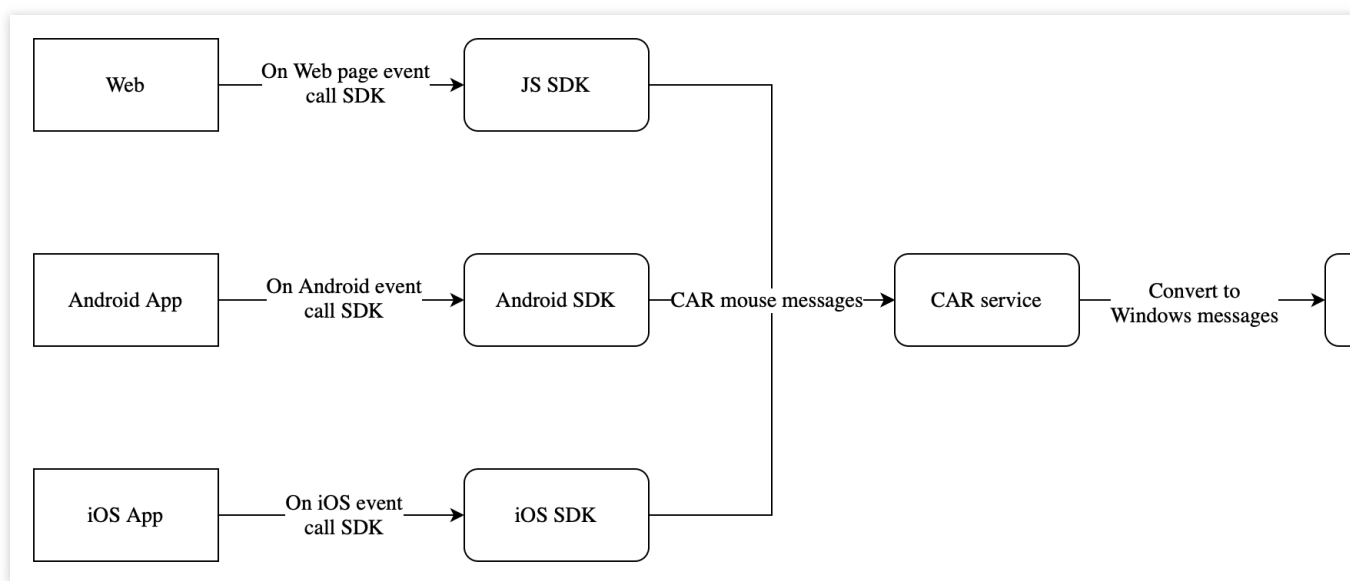 Web
On Web page event
call SDK
JS SDK
Android App
On Android event
call SDK
Android SDK
CAR mouse messages
CAR service
Convert to
Windows messages
iOS App
On iOS event
call SDK
iOS SDK